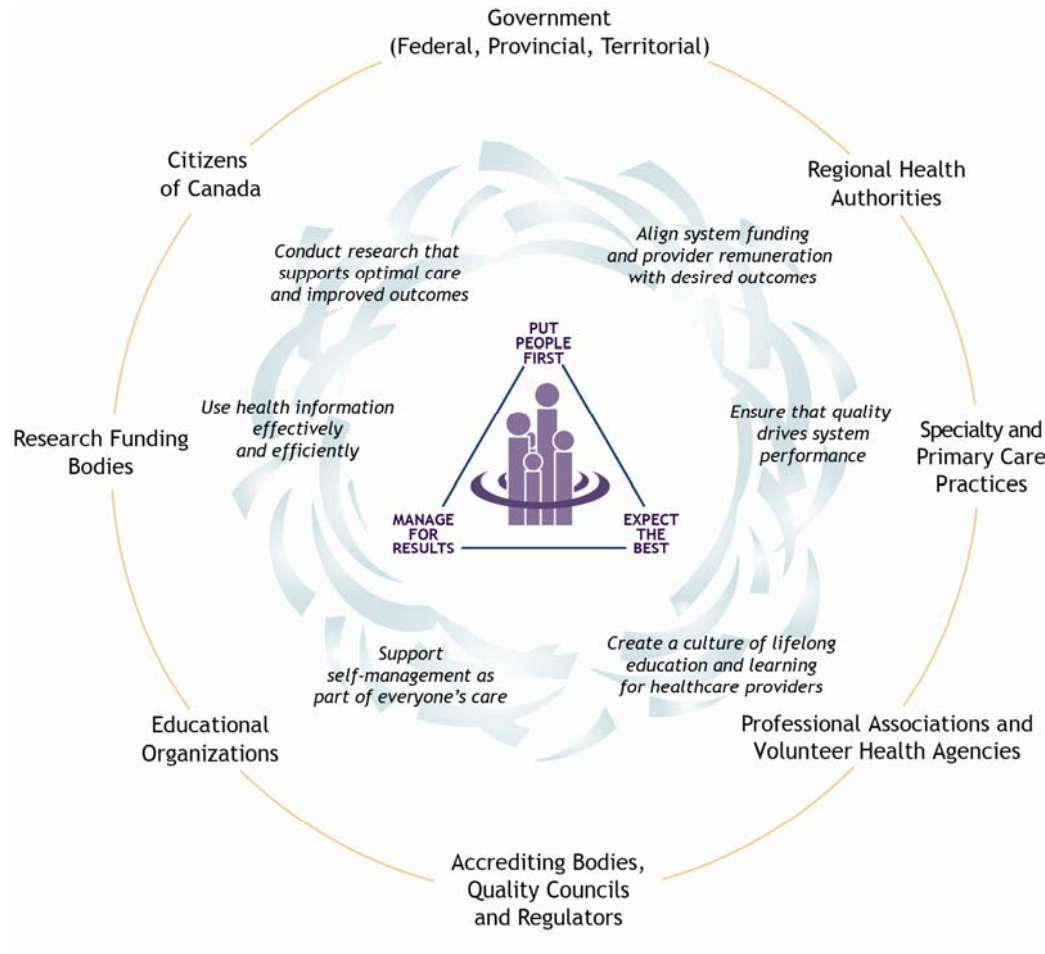 Government
(Federal, Provincial, Territorial)
Citizens
of Canada
Regional Health
Authorities
Conduct research that
supports optimal care
and improved outcomes
Align system funding
and provider remuneration
with desired outcomes
PUT
PEOPLE
FIRST
Use health information
effectively
and efficiently
Ensure that quality
drives system
performance
Research Funding
Bodies
Specialty and
Primary Care
Practices
MANAGE
FOR
RESULTS
EXPECT
THE
BEST
Support
self-management as
part of everyone’s care
Create a culture of lifelong
education and learning
for healthcare providers
Educational
Organizations
Professional Associations and
Volunteer Health Agencies
Accrediting Bodies,
Quality Councils
and Regulators